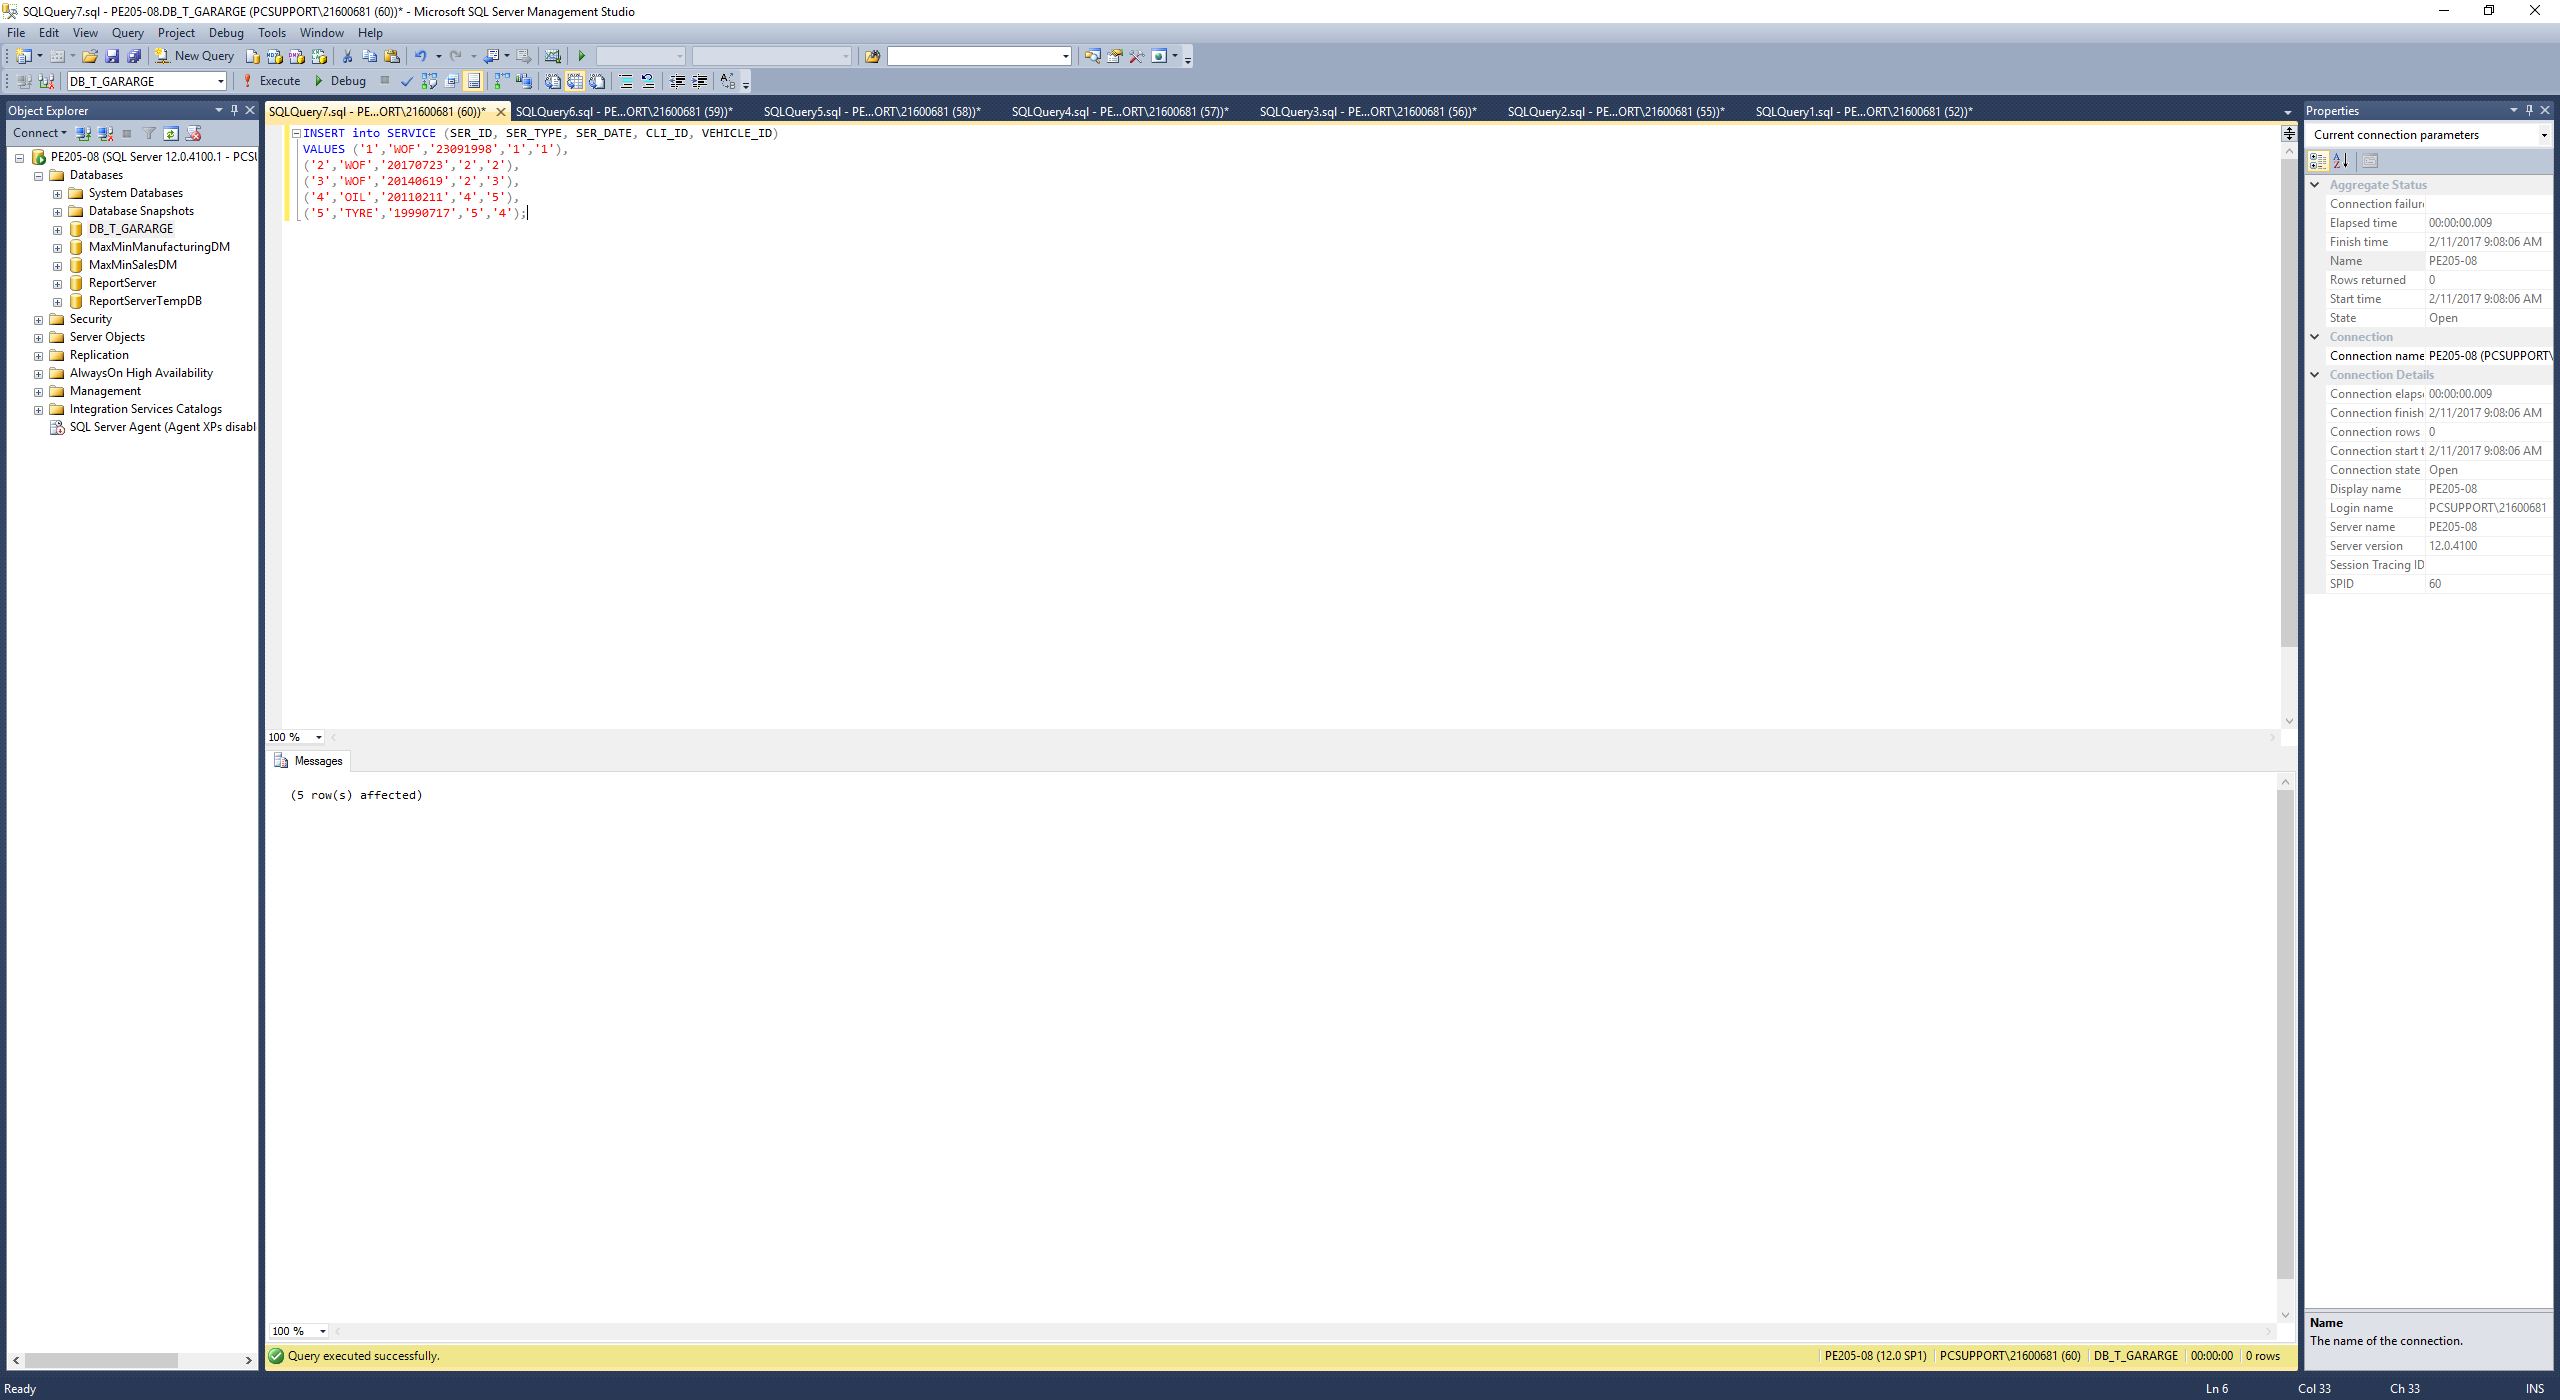 SQLQuery7.sql - PE205-08.DB_T_GARARGE (PCSUPPORT\21600681 (60))* - Microsoft SQL Server Management Studio
File Edit View Query Project Debug Tools Window Help
New Query
DB_T_GARARGE Execute Debug
Object Explorer
Connect
PE205-08 (SQL Server 12.0.4100.1 - PCSU
Databases
System Databases
Database Snapshots
DB_T_GARARGE
MaxMinManufacturingDM
MaxMinSalesDM
ReportServer
ReportServerTempDB
Security
Server Objects
Replication
AlwaysOn High Availability
Management
Integration Services Catalogs
SQL Server Agent (Agent XPs disabl
SQLQuery7.sql - PE...ORT\21600681 (60))* SQLQuery6.sql - PE...ORT\21600681 (59))* SQLQuery5.sql - PE...ORT\21600681 (58))* SQLQuery4.sql - PE...ORT\21600681 (57))* SQLQuery3.sql - PE...ORT\21600681 (56))* SQLQuery2.sql - PE...ORT\21600681 (55))* SQLQuery1.sql - PE...ORT\21600681 (52))*
INSERT into SERVICE (SER_ID, SER_TYPE, SER_DATE, CLI_ID, VEHICLE_ID)
VALUES ('1','WOF','23091998','1','1'),
('2','WOF','20170723','2','2'),
('3','WOF','20140619','2','3'),
('4','OIL','20110211','4','5'),
('5','TYRE','19990717','5','4');
100 %
Messages
(5 row(s) affected)
100 %
Query executed successfully. PE205-08 (12.0 SP1) PCSUPPORT\21600681 (60) DB_T_GARARGE 00:00:00 0 rows
Properties
Current connection parameters
Aggregate Status
Connection failure
Elapsed time 00:00:00.009
Finish time 2/11/2017 9:08:06 AM
Name PE205-08
Rows returned 0
Start time 2/11/2017 9:08:06 AM
State Open
Connection
Connection name PE205-08 (PCSUPPORT\
Connection Details
Connection elapse 00:00:00.009
Connection finish 2/11/2017 9:08:06 AM
Connection rows 0
Connection start t 2/11/2017 9:08:06 AM
Connection state Open
Display name PE205-08
Login name PCSUPPORT\21600681
Server name PE205-08
Server version 12.0.4100
Session Tracing ID
SPID 60
Name
The name of the connection.
Ready Ln 6 Col 33 Ch 33 INS